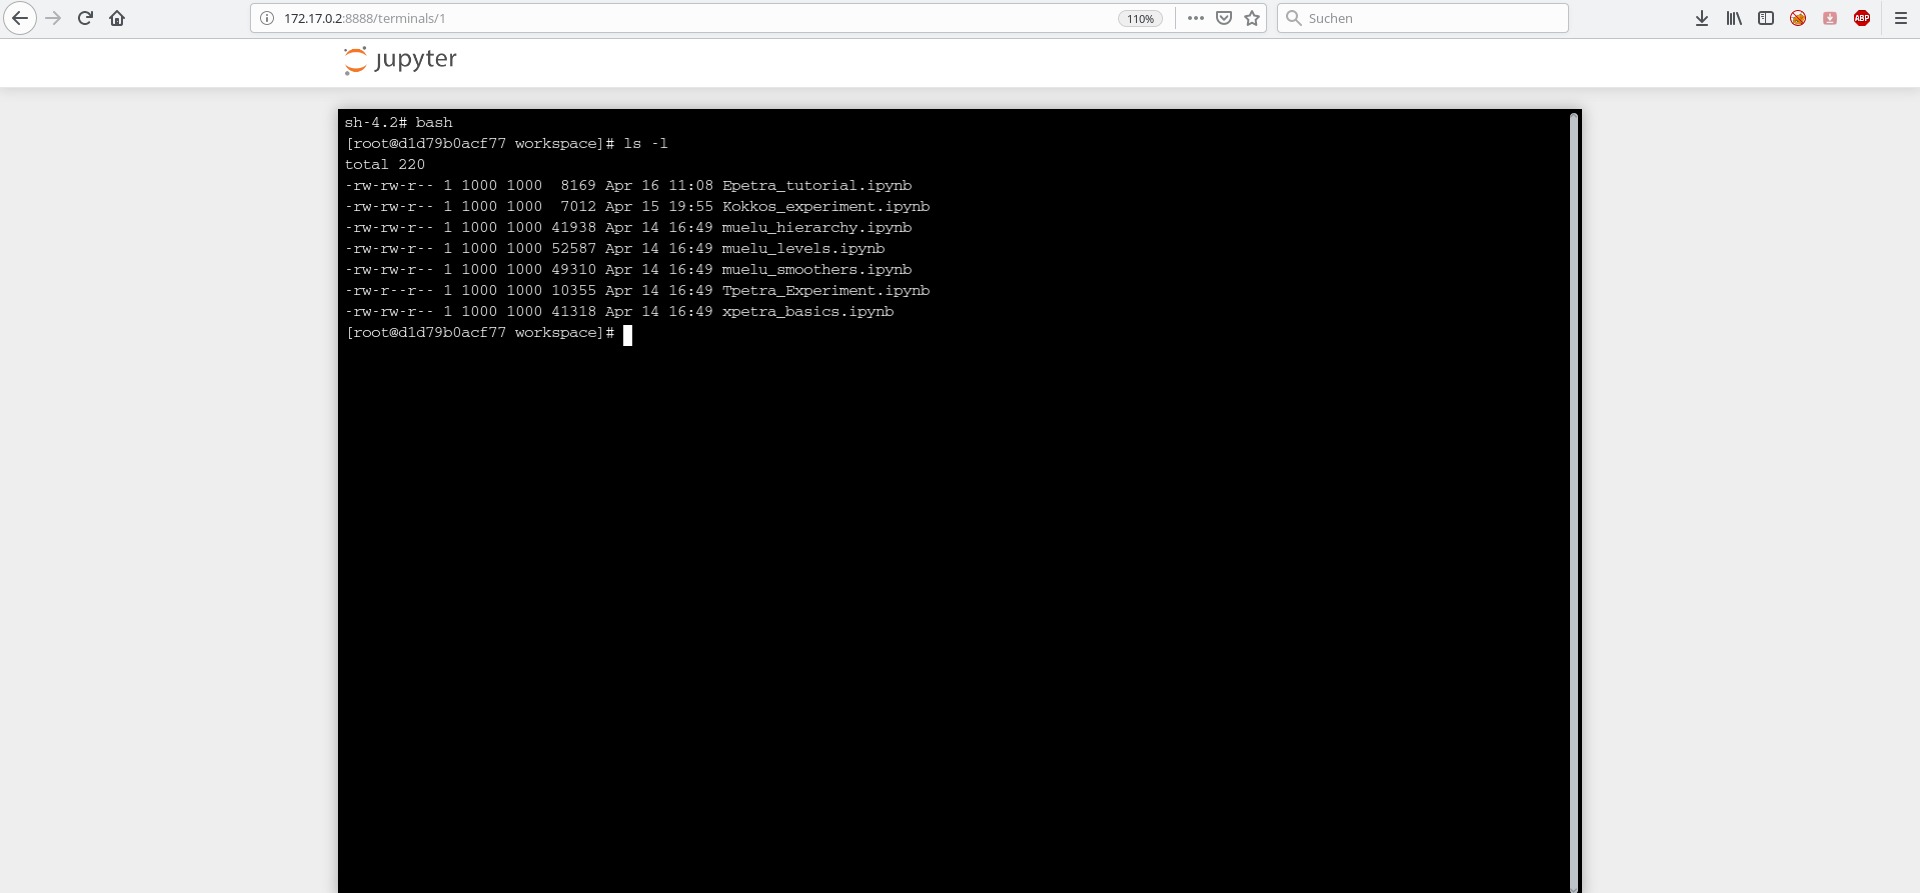 172.17.0.2:8888/terminals/1
110%
Suchen
ABP
jupyter
sh-4.2# bash
[root@d1d79b0acf77 workspace]# ls -l
total 220
-rw-rw-r-- 1 1000 1000  8169 Apr 16 11:08 Epetra_tutorial.ipynb
-rw-rw-r-- 1 1000 1000  7012 Apr 15 19:55 Kokkos_experiment.ipynb
-rw-rw-r-- 1 1000 1000 41938 Apr 14 16:49 muelu_hierarchy.ipynb
-rw-rw-r-- 1 1000 1000 52587 Apr 14 16:49 muelu_levels.ipynb
-rw-rw-r-- 1 1000 1000 49310 Apr 14 16:49 muelu_smoothers.ipynb
-rw-r--r-- 1 1000 1000 10355 Apr 14 16:49 Tpetra_Experiment.ipynb
-rw-rw-r-- 1 1000 1000 41318 Apr 14 16:49 xpetra_basics.ipynb
[root@d1d79b0acf77 workspace]#